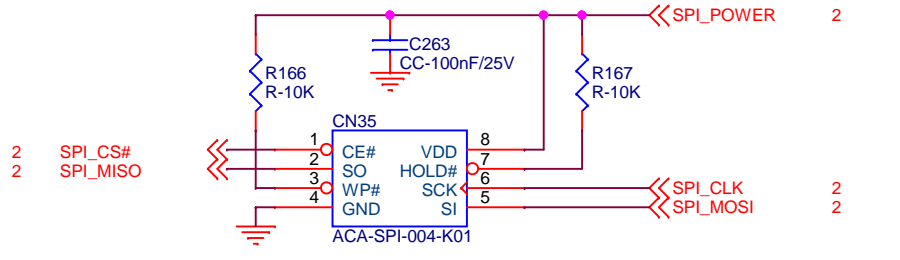 SPI_POWER 2
C263
CC-100nF/25V
R166
R-10K
R167
R-10K
CN35
2 SPI_CS# 1 CE# VDD 8
2 SPI_MISO 2 SO HOLD# 7
3 WP# SCK 6 SPI_CLK 2
4 GND SI 5 SPI_MOSI 2
ACA-SPI-004-K01